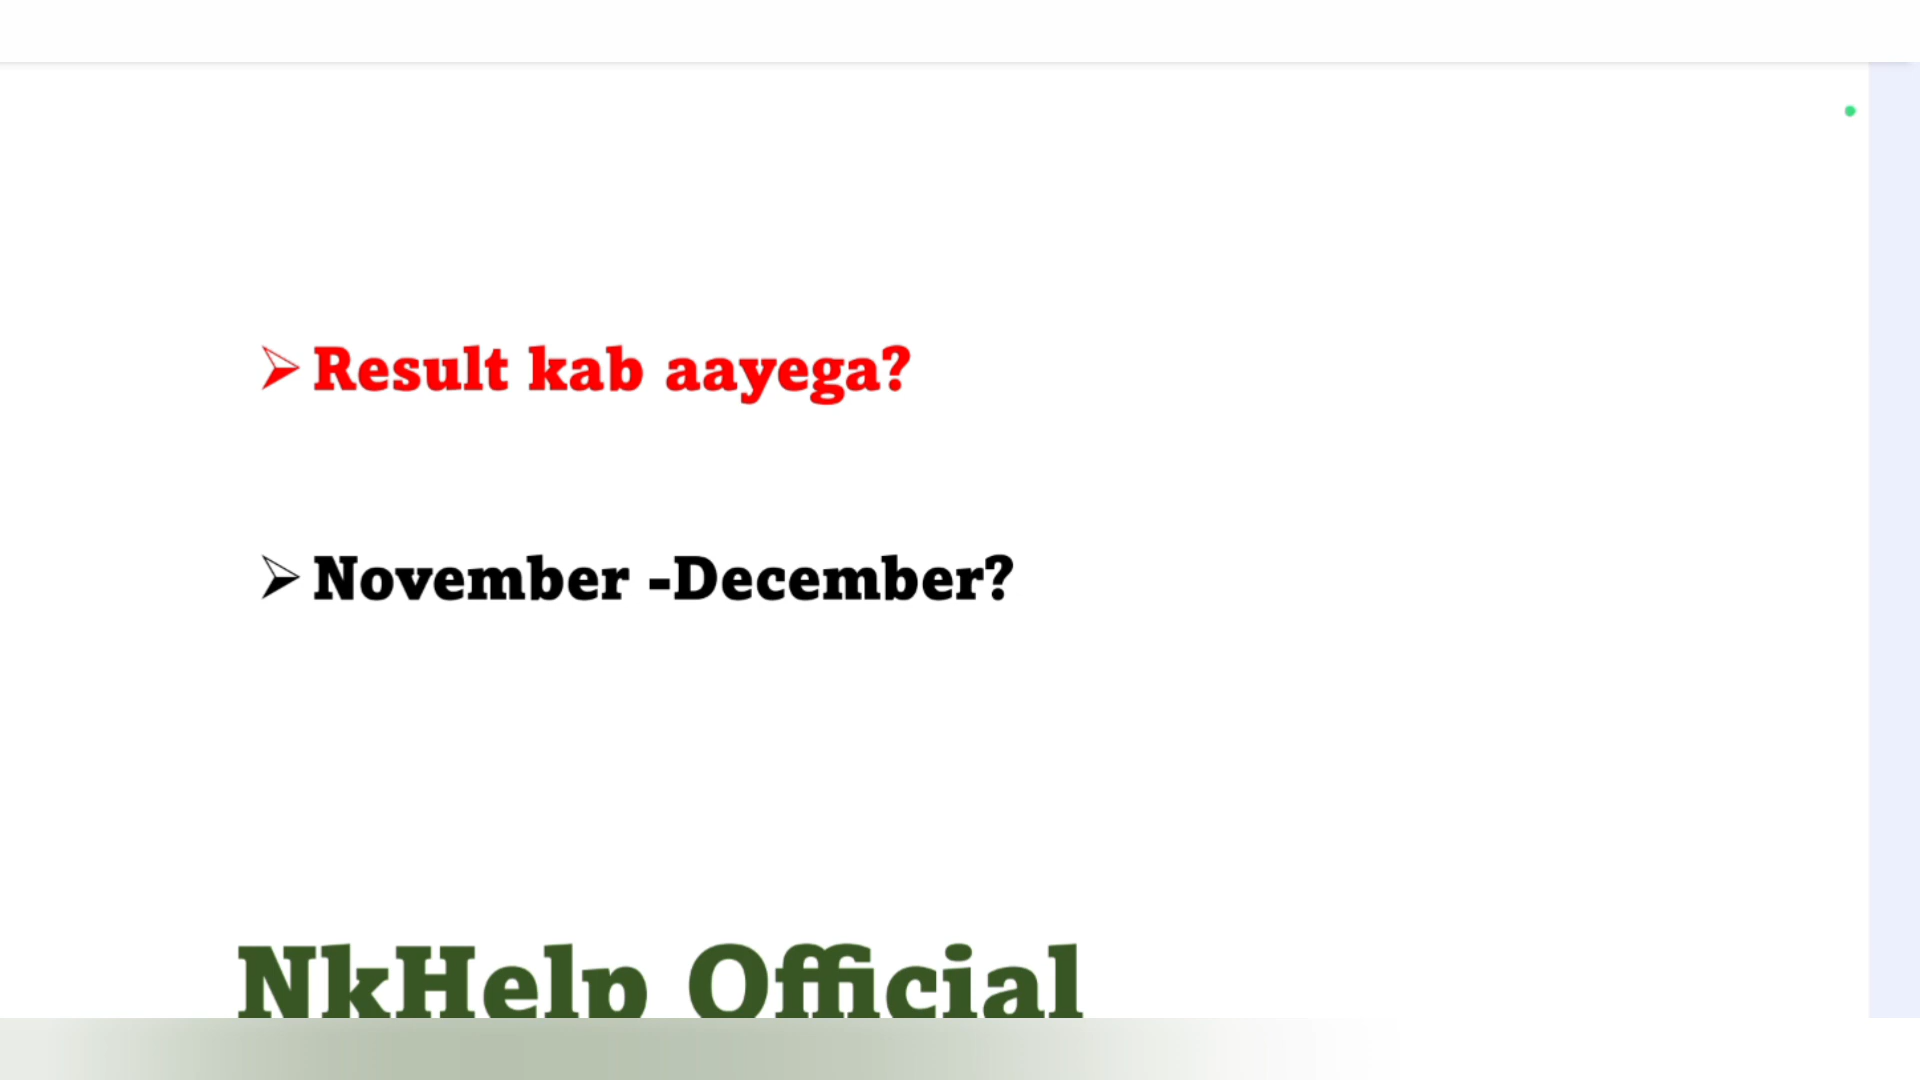 ➢ Result kab aayega?
➢ November -December?
NkHelp Official